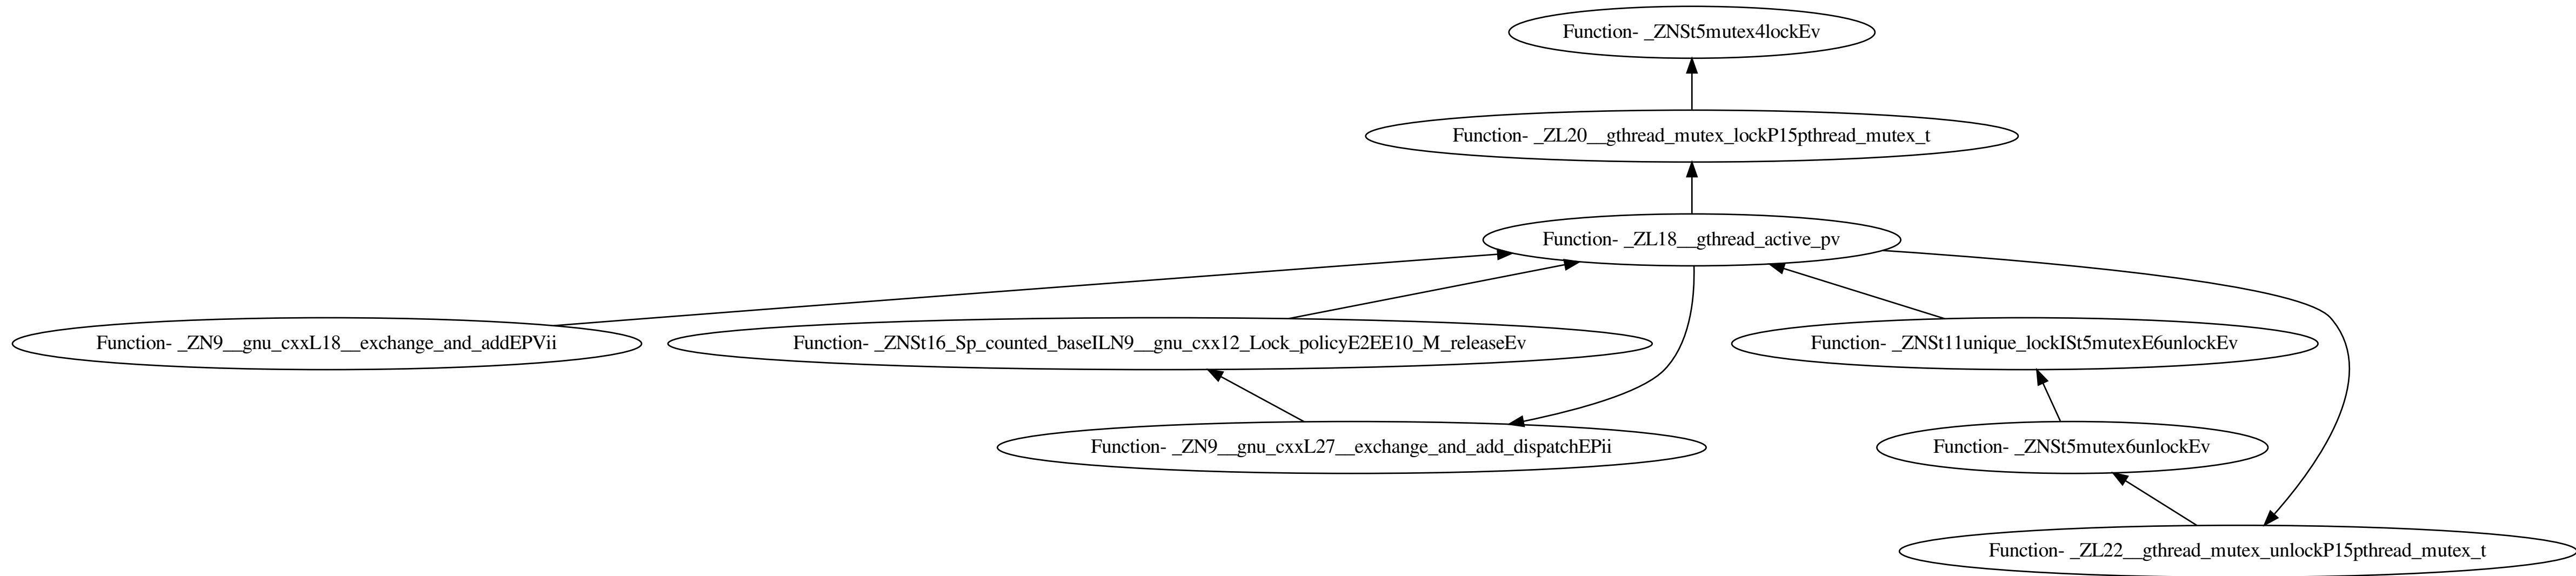 Function- _ZNSt5mutex4lockEv
Function- _ZL20__gthread_mutex_lockP15pthread_mutex_t
Function- _ZL18__gthread_active_pv
Function- _ZN9__gnu_cxxL18__exchange_and_addEPVii
Function- _ZNSt16_Sp_counted_baseILN9__gnu_cxx12_Lock_policyE2EE10_M_releaseEv
Function- _ZNSt11unique_lockISt5mutexE6unlockEv
Function- _ZN9__gnu_cxxL27__exchange_and_add_dispatchEPii
Function- _ZNSt5mutex6unlockEv
Function- _ZL22__gthread_mutex_unlockP15pthread_mutex_t